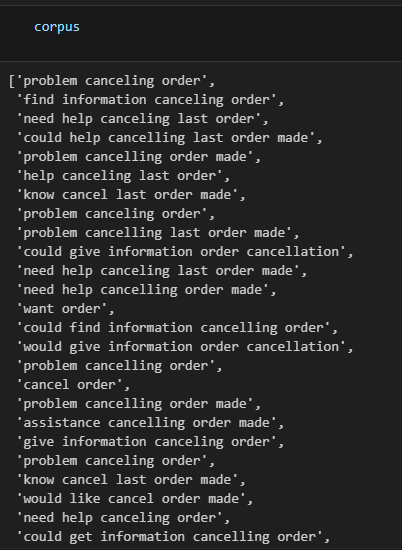 corpus
['problem canceling order',
'find information canceling order',
'need help canceling last order',
'could help cancelling last order made',
'problem cancelling order made',
'help canceling last order',
'know cancel last order made',
'problem canceling order',
'problem cancelling last order made',
'could give information order cancellation',
'need help canceling last order made',
'need help cancelling order made',
'want order',
'could find information cancelling order',
'would give information order cancellation',
'problem cancelling order',
'cancel order',
'problem cancelling order made',
'assistance cancelling order made',
'give information canceling order',
'problem canceling order',
'know cancel last order made',
'would like cancel order made',
'need help canceling order',
'could get information cancelling order',